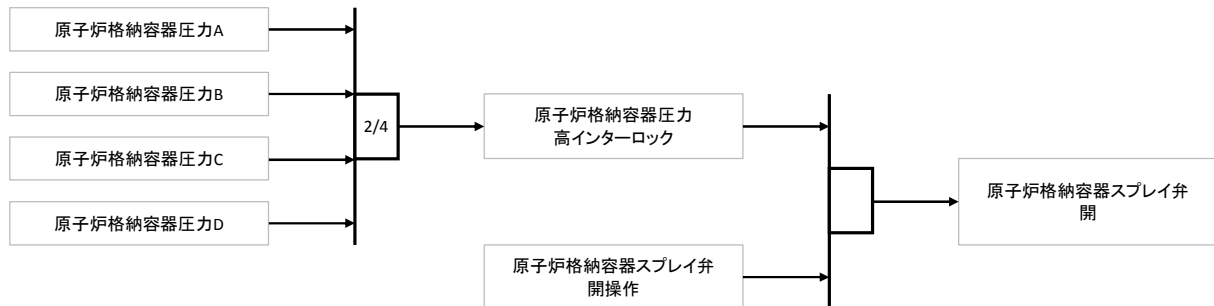 原子炉格納容器圧力A
原子炉格納容器圧力B
原子炉格納容器圧力C
原子炉格納容器圧力D
2/4
原子炉格納容器圧力
高インターロック
原子炉格納容器スプレイ弁
開操作
原子炉格納容器スプレイ弁
開